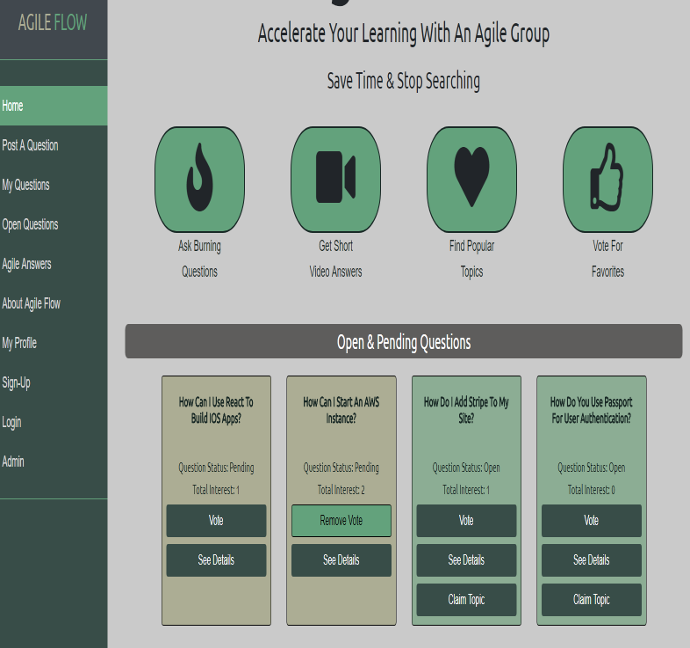 AGILE FLOW
Home
Post A Question
My Questions
Open Questions
Agile Answers
About Agile Flow
My Profile
Sign-Up
Login
Admin
Accelerate Your Learning With An Agile Group
Save Time & Stop Searching
Ask Burning
Questions
Get Short
Video Answers
Find Popular
Topics
Vote For
Favorites
Open & Pending Questions
How Can I Use React To
Build IOS Apps?
Question Status: Pending
Total Interest: 1
Vote
See Details
How Can I Start An AWS
Instance?
Question Status: Pending
Total Interest: 2
Remove Vote
See Details
How Do I Add Stripe To My
Site?
Question Status: Open
Total Interest: 1
Vote
See Details
Claim Topic
How Do You Use Passport
For User Authentication?
Question Status: Open
Total Interest: 0
Vote
See Details
Claim Topic